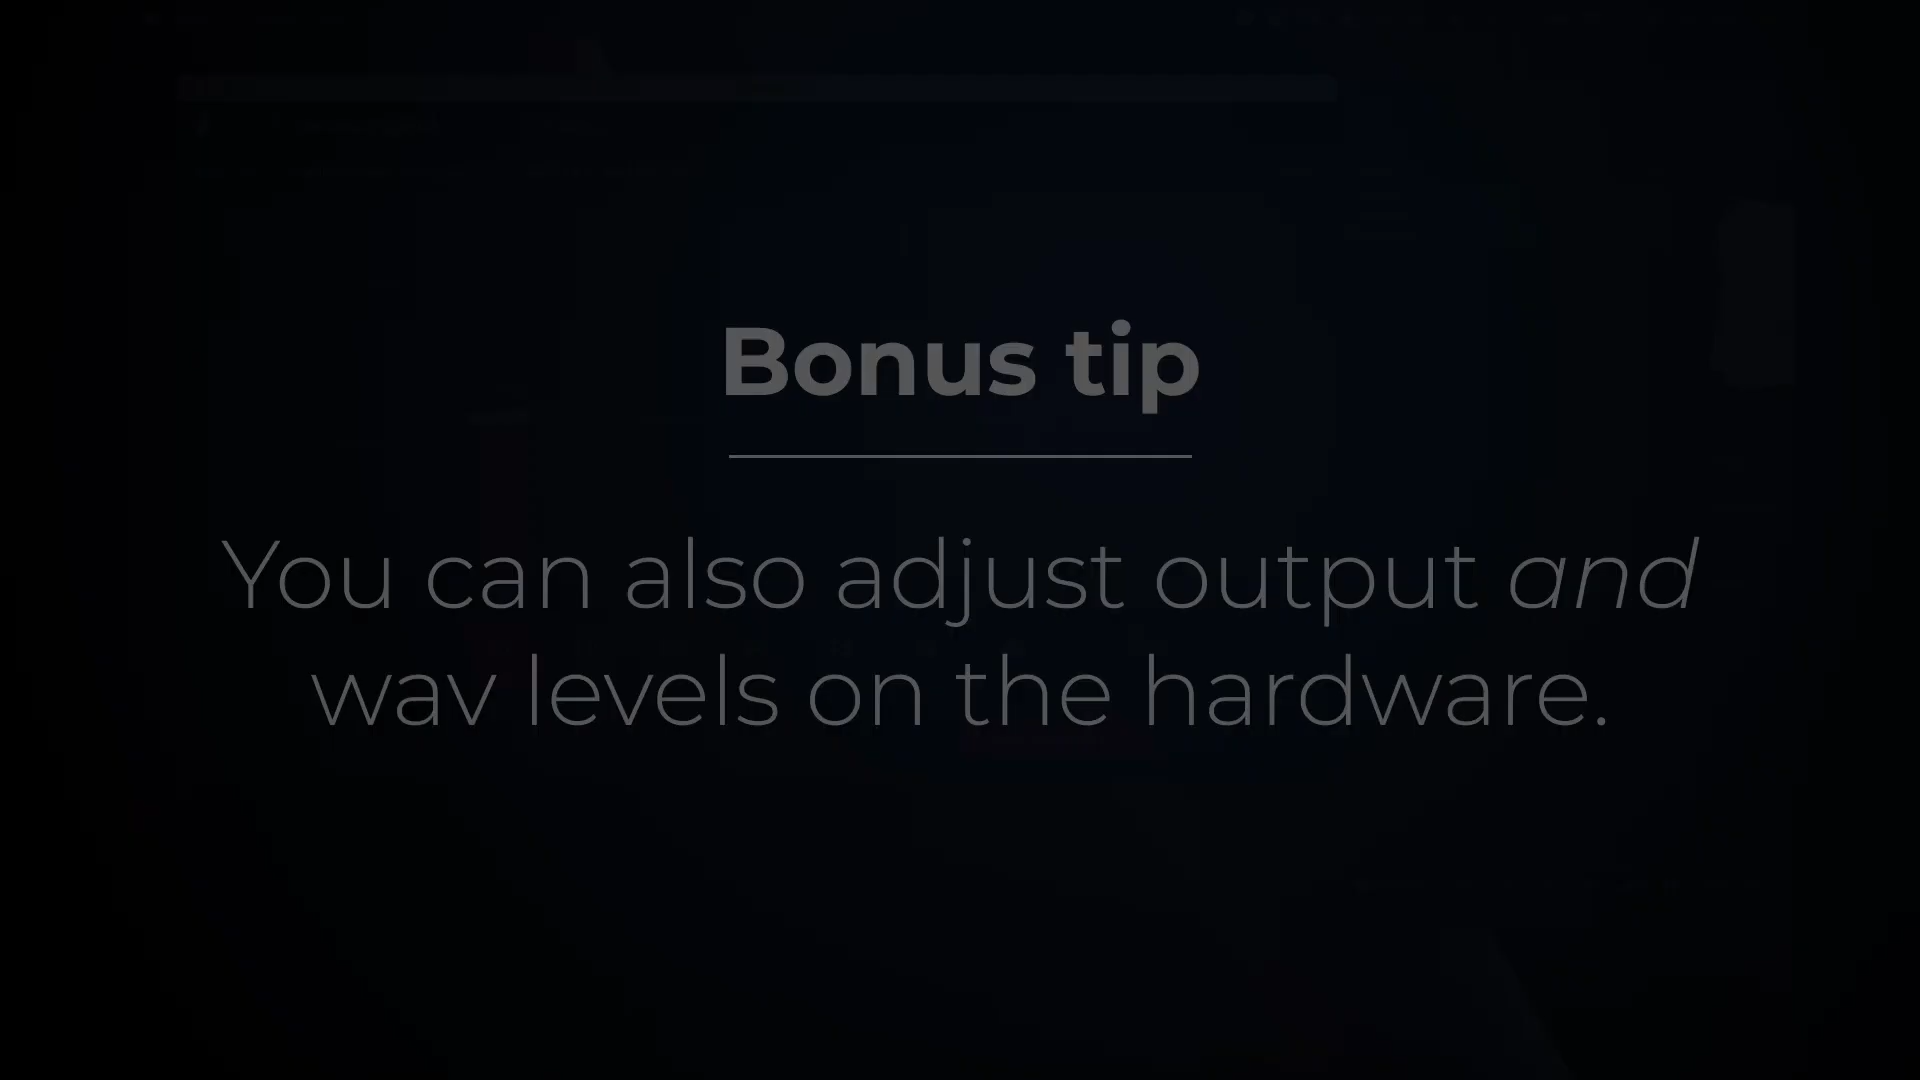 Bonus tip
You can also adjust output and
wav levels on the hardware.